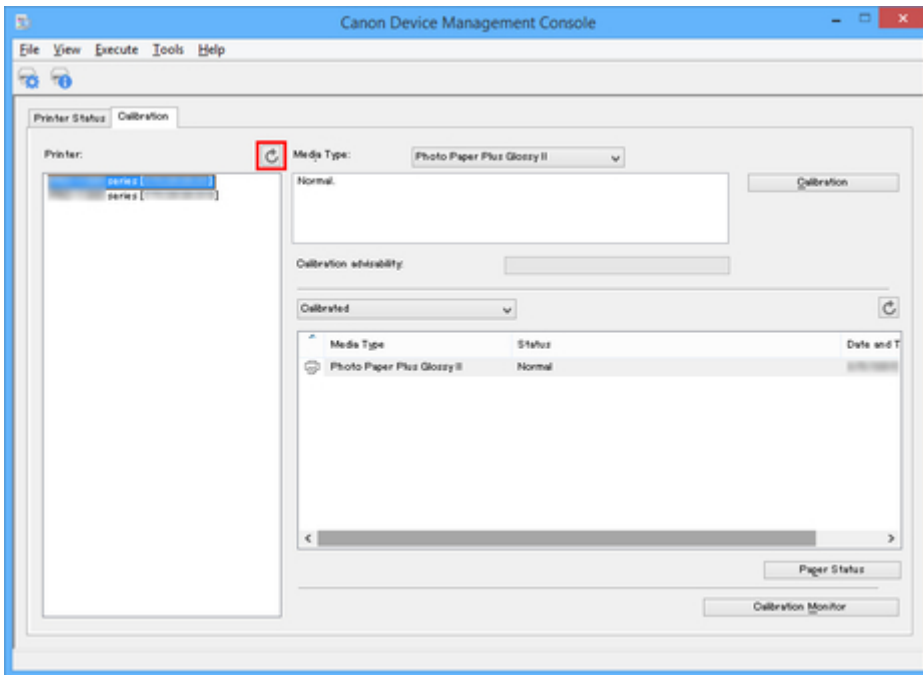 Canon Device Management Console
File View Execute Tools Help
Printer Status Calibration
Printer:
series [ ]
series [ ]
Media Type: Photo Paper Plus Glossy II
Normal.
Calibration
Calibration advisability:
Calibrated
Media Type Status Date and T
Photo Paper Plus Glossy II Normal
Paper Status
Calibration Monitor